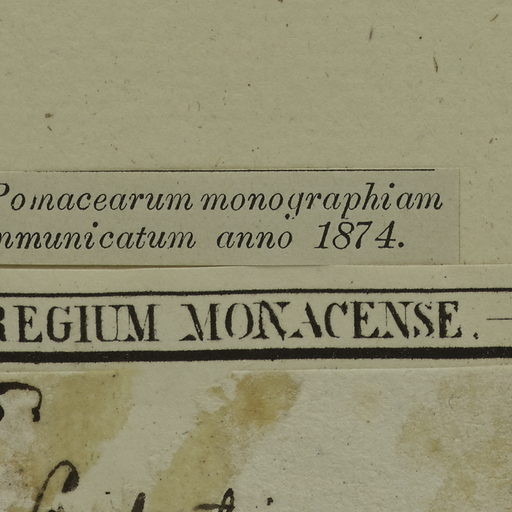 Pomacearum monographiam
mmunicatum anno 1874.
REGIUM MONACENSE.